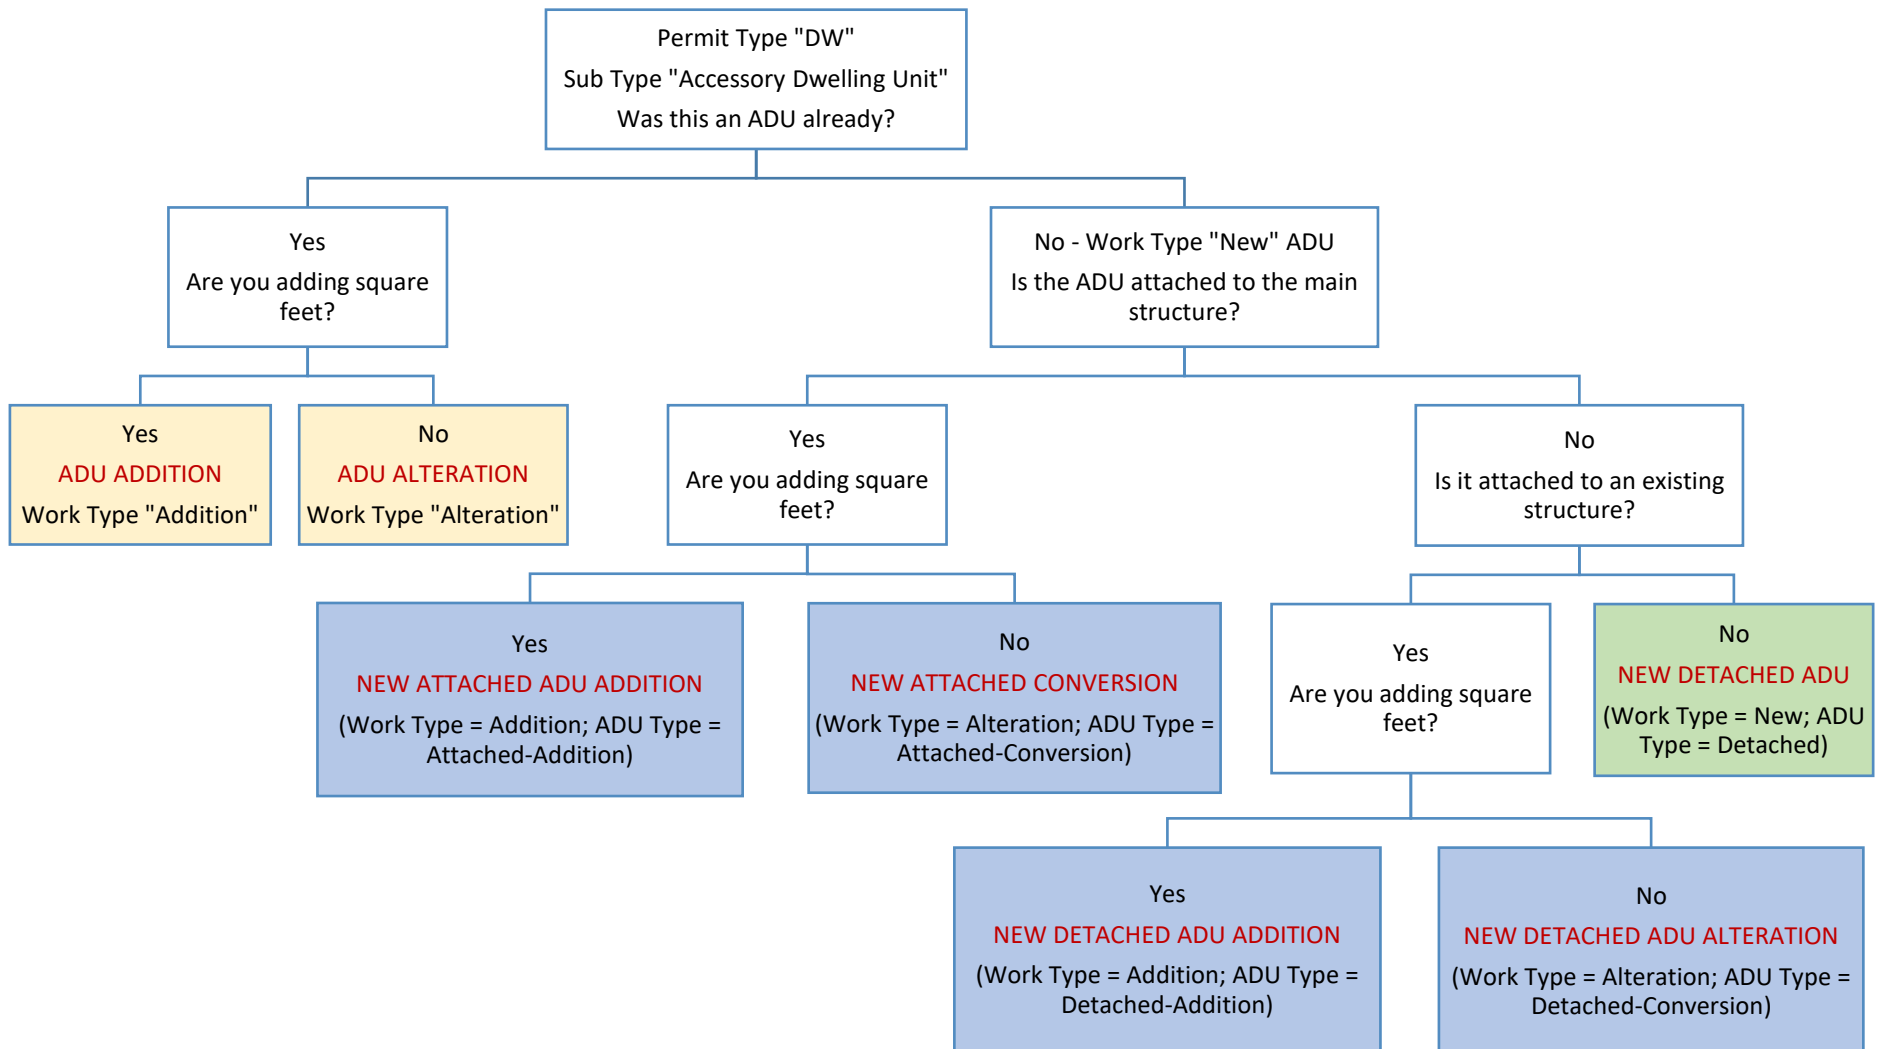 Permit Type "DW"
Sub Type "Accessory Dwelling Unit"
Was this an ADU already?
Yes
Are you adding square
feet?
No - Work Type "New" ADU
Is the ADU attached to the main
structure?
Yes
ADU ADDITION
Work Type "Addition"
No
ADU ALTERATION
Work Type "Alteration"
Yes
Are you adding square
feet?
No
Is it attached to an existing
structure?
Yes
NEW ATTACHED ADU ADDITION
(Work Type = Addition; ADU Type =
Attached-Addition)
No
NEW ATTACHED CONVERSION
(Work Type = Alteration; ADU Type =
Attached-Conversion)
Yes
Are you adding square
feet?
No
NEW DETACHED ADU
(Work Type = New; ADU
Type = Detached)
Yes
NEW DETACHED ADU ADDITION
(Work Type = Addition; ADU Type =
Detached-Addition)
No
NEW DETACHED ADU ALTERATION
(Work Type = Alteration; ADU Type =
Detached-Conversion)